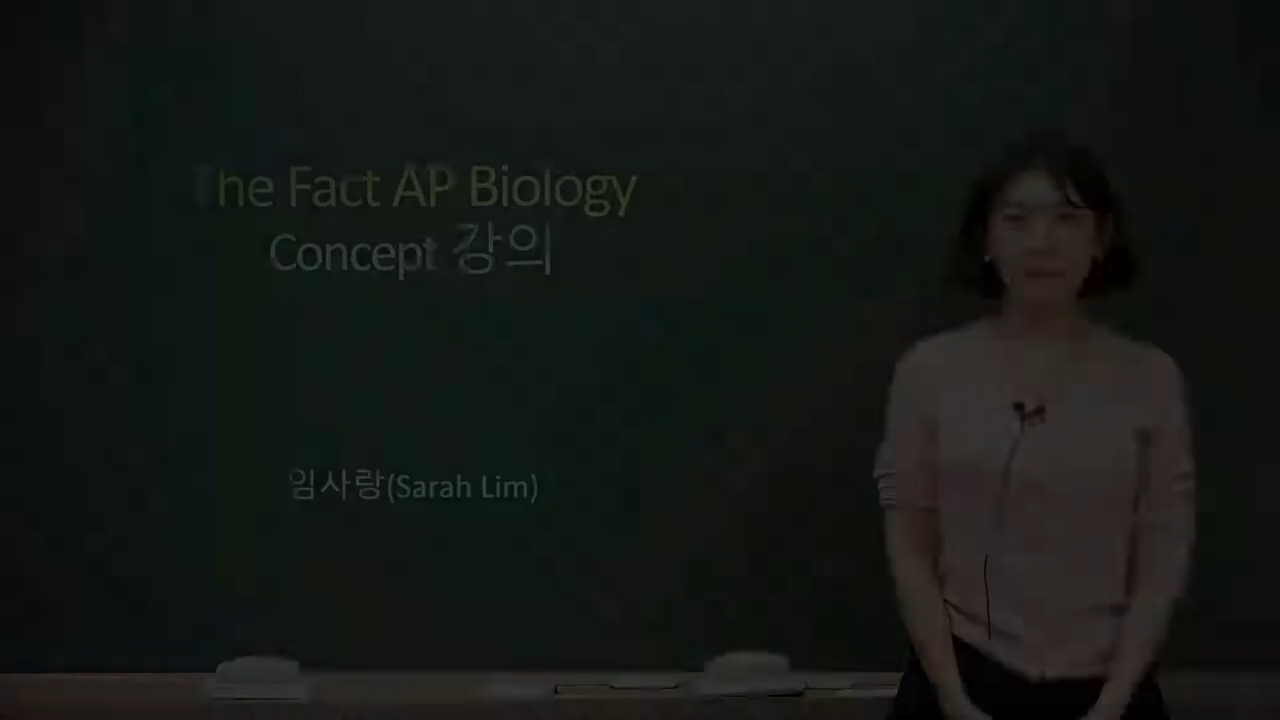 The Fact AP Biology
Concept 강의
임사랑(Sarah Lim)